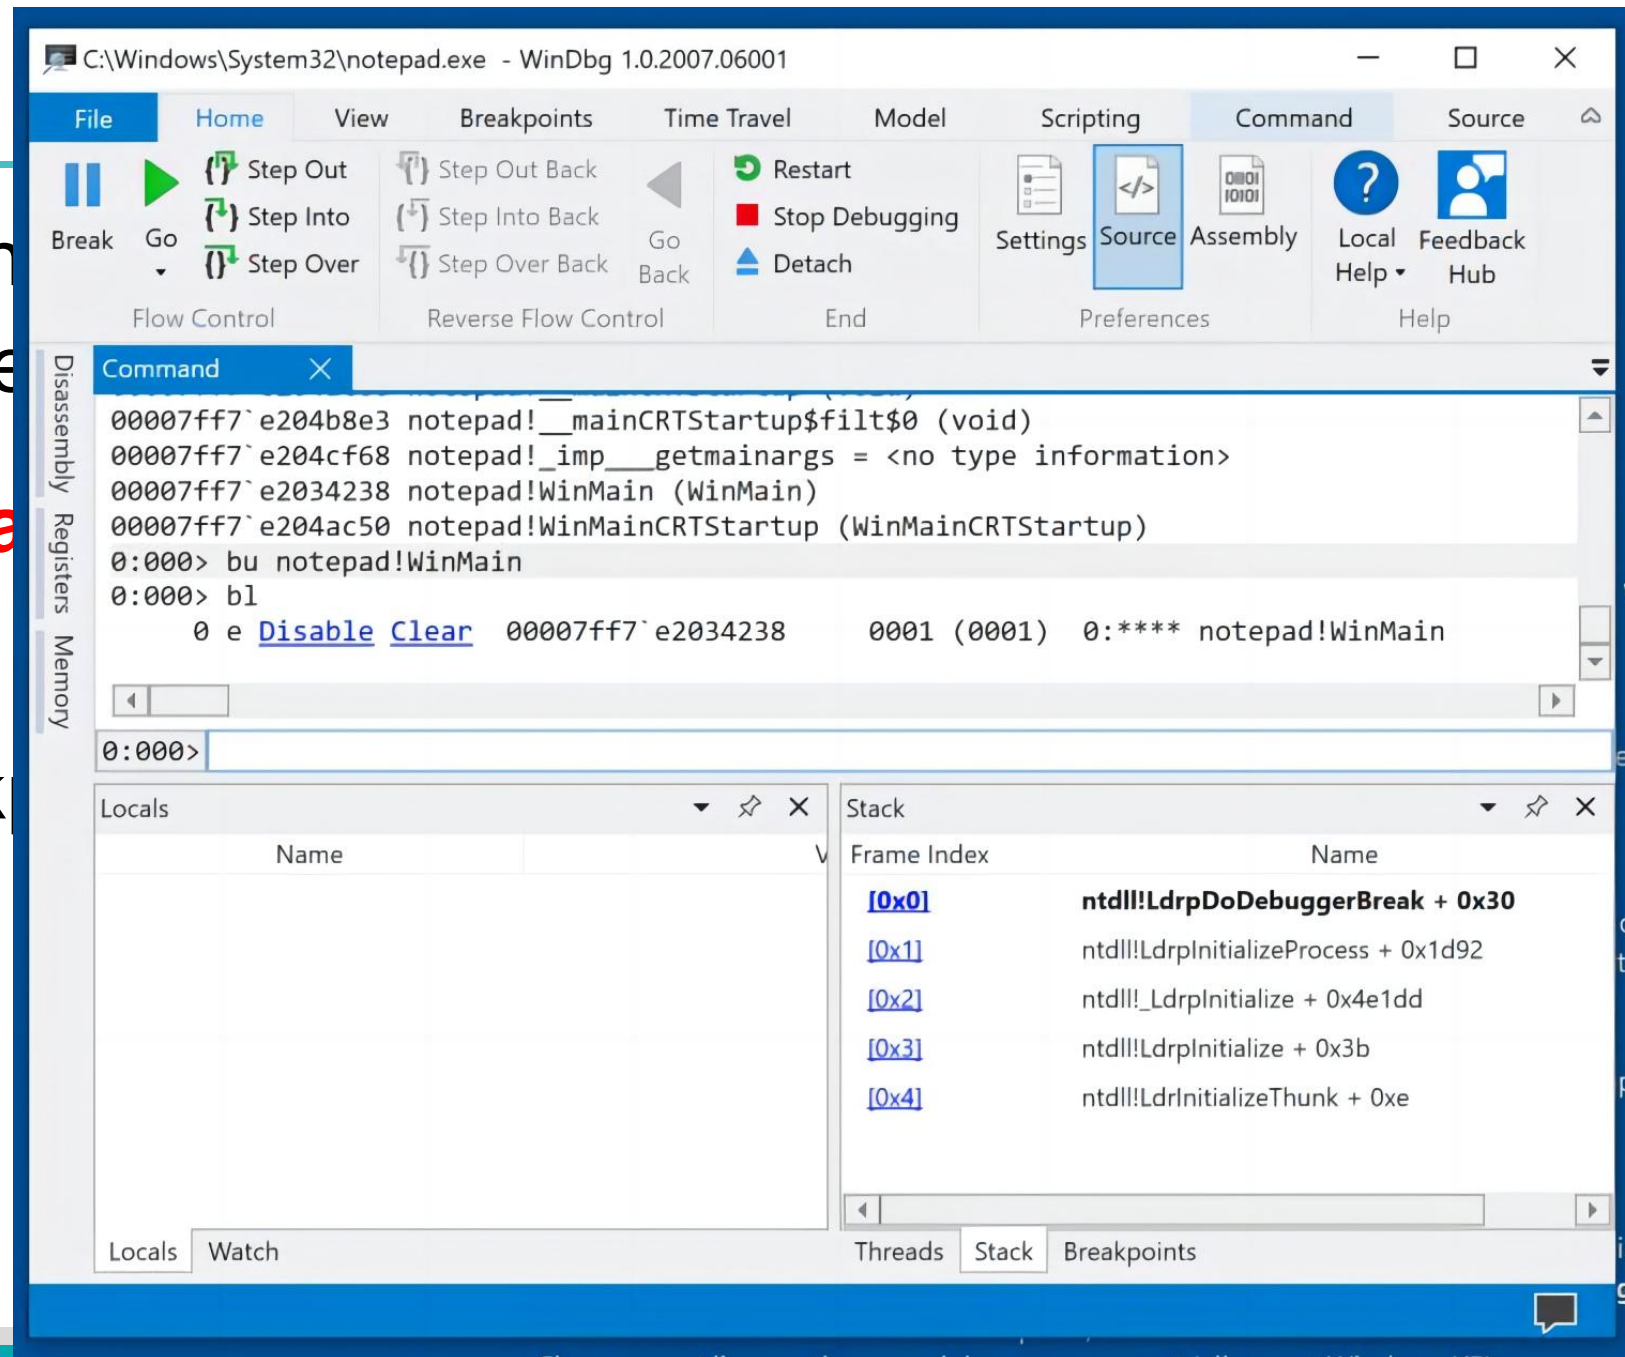 C:\Windows\System32\notepad.exe - WinDbg 1.0.2007.06001
File Home View Breakpoints Time Travel Model Scripting Command Source
Break
Go
Step Out
Step Into
Step Over
Flow Control
Step Out Back
Step Into Back
Step Over Back
Go
Back
Reverse Flow Control
Restart
Stop Debugging
Detach
End
Settings
Source
Assembly
Preferences
Local
Help
Feedback
Hub
Help
Disassembly
Registers
Memory
Command
00007ff7`e204b8e3 notepad!__mainCRTStartup$filt$0 (void)
00007ff7`e204cf68 notepad!_imp___getmainargs = <no type information>
00007ff7`e2034238 notepad!WinMain (WinMain)
00007ff7`e204ac50 notepad!WinMainCRTStartup (WinMainCRTStartup)
0:000> bu notepad!WinMain
0:000> bl
0 e Disable Clear 00007ff7`e2034238 0001 (0001) 0:**** notepad!WinMain
0:000>
Locals
Name
Locals Watch
Stack
Frame Index Name
[0x0] ntdll!LdrpDoDebuggerBreak + 0x30
[0x1] ntdll!LdrpInitializeProcess + 0x1d92
[0x2] ntdll!_LdrpInitialize + 0x4e1dd
[0x3] ntdll!LdrpInitialize + 0x3b
[0x4] ntdll!LdrInitializeThunk + 0xe
Threads Stack Breakpoints